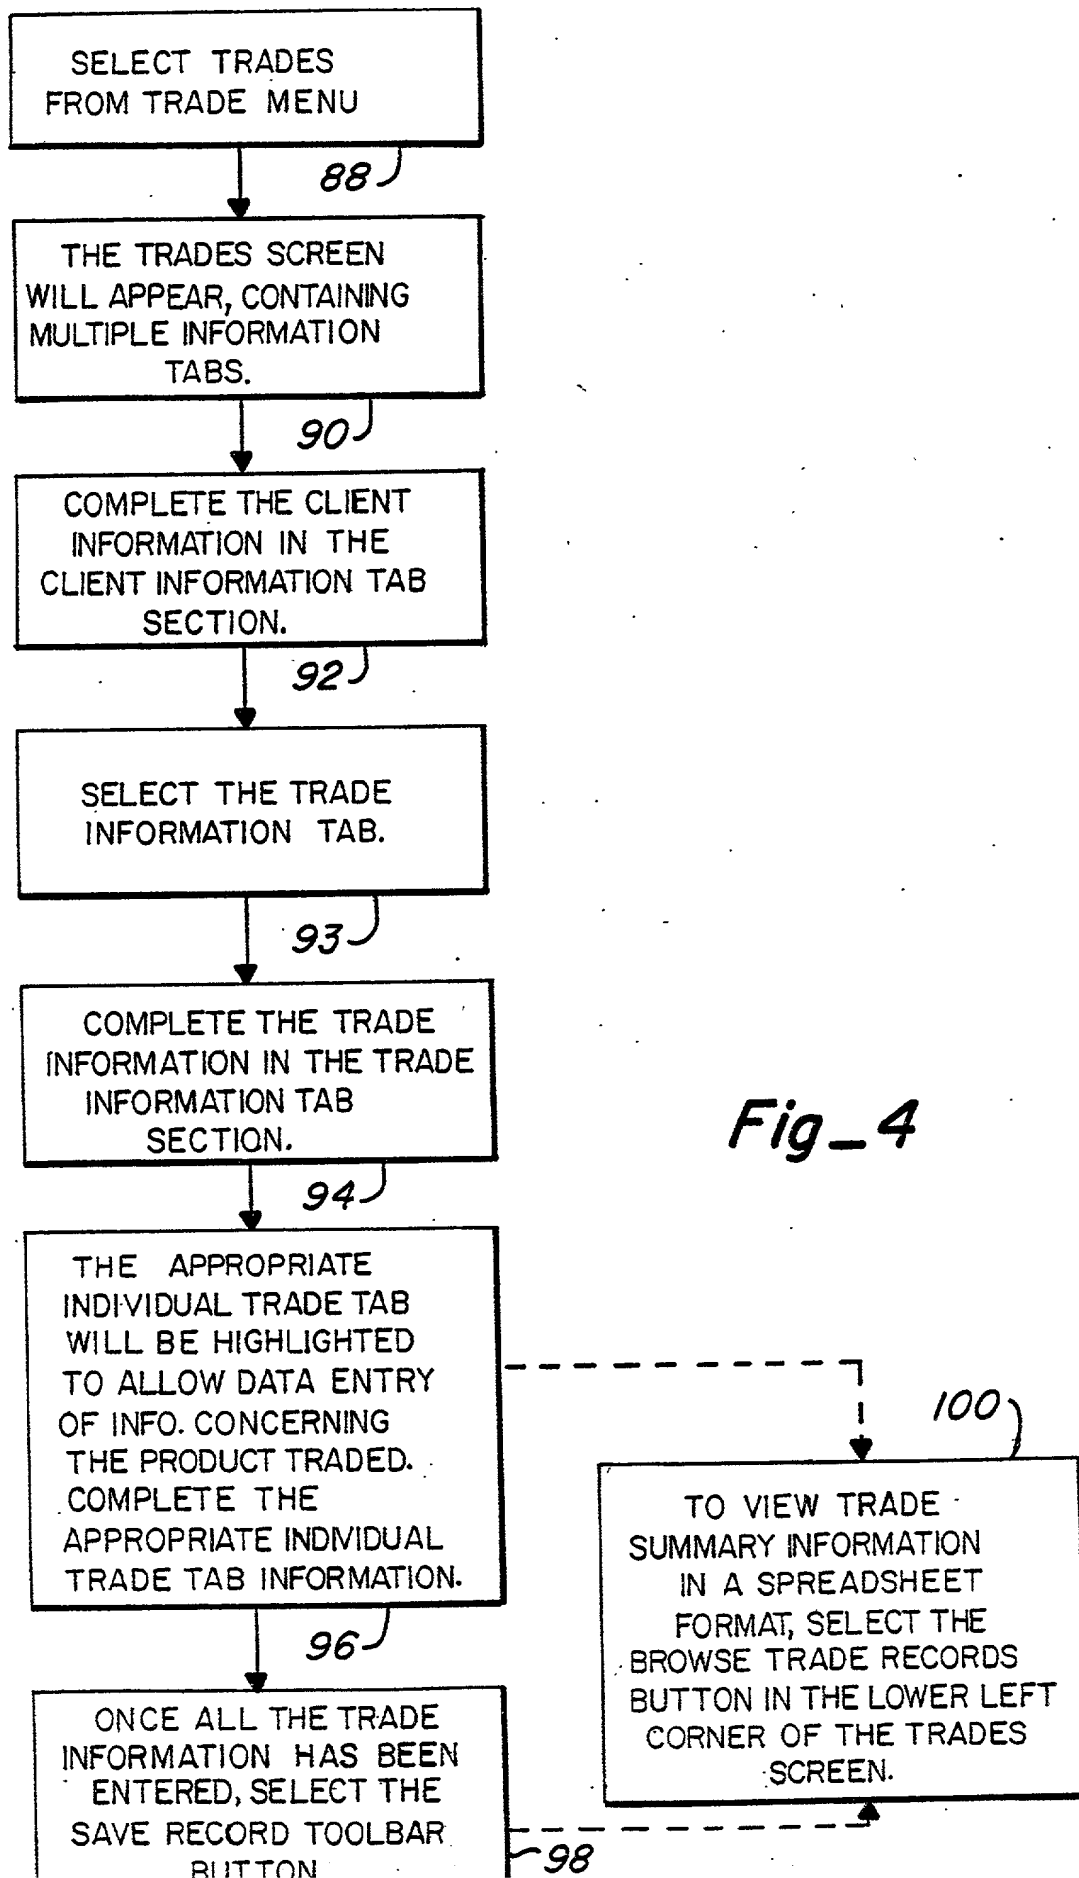 SELECT TRADES
FROM TRADE MENU
88
THE TRADES SCREEN
WILL APPEAR, CONTAINING
MULTIPLE INFORMATION
TABS.
90
COMPLETE THE CLIENT
INFORMATION IN THE
CLIENT INFORMATION TAB
SECTION.
92
SELECT THE TRADE
INFORMATION TAB.
93
COMPLETE THE TRADE
INFORMATION IN THE TRADE
INFORMATION TAB
SECTION.
94
Fig_4
THE APPROPRIATE
INDIVIDUAL TRADE TAB
WILL BE HIGHLIGHTED
TO ALLOW DATA ENTRY
OF INFO. CONCERNING
THE PRODUCT TRADED.
COMPLETE THE
APPROPRIATE INDIVIDUAL
TRADE TAB INFORMATION.
96
100
TO VIEW TRADE
SUMMARY INFORMATION
IN A SPREADSHEET
FORMAT, SELECT THE
BROWSE TRADE RECORDS
BUTTON IN THE LOWER LEFT
CORNER OF THE TRADES
SCREEN.
ONCE ALL THE TRADE
INFORMATION HAS BEEN
ENTERED, SELECT THE
SAVE RECORD TOOLBAR
BUTTON
98